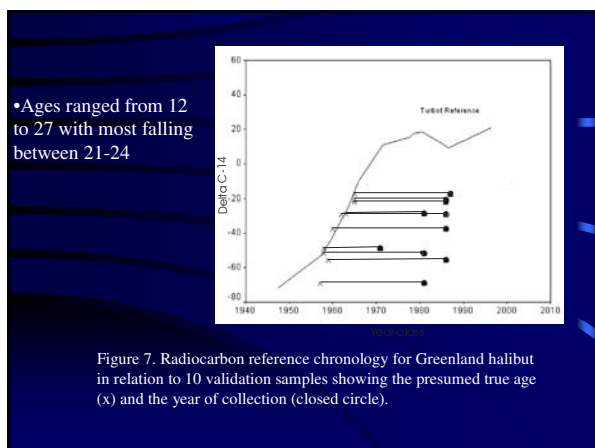 •Ages ranged from 12
to 27 with most falling
between 21-24
60
40
20
0
-20
-40
-60
-80
Delta C-14
Turbot Reference
1940 1950 1960 1970 1980 1990 2000 2010
Year-class
Figure 7. Radiocarbon reference chronology for Greenland halibut
in relation to 10 validation samples showing the presumed true age
(x) and the year of collection (closed circle).